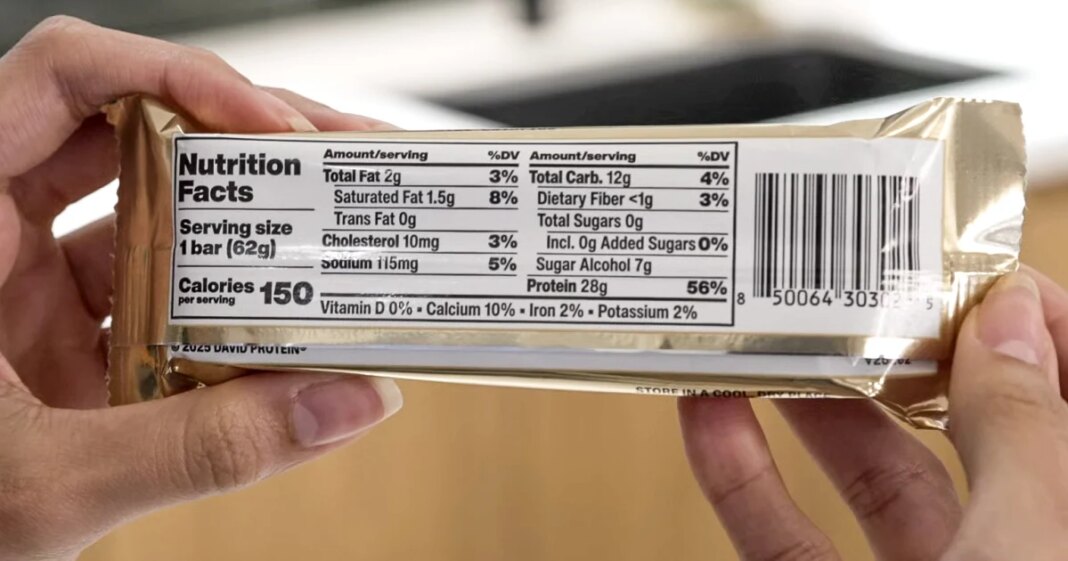 Nutrition
Facts
Serving size
1 bar (62g)
Calories 150
per serving
Amount/serving %DV
Total Fat 2g 3%
Saturated Fat 1.5g 8%
Trans Fat 0g
Cholesterol 10mg 3%
Sodium 115mg 5%
Amount/serving %DV
Total Carb. 12g 4%
Dietary Fiber <1g 3%
Total Sugars 0g
Incl. 0g Added Sugars 0%
Sugar Alcohol 7g
Protein 28g 56%
Vitamin D 0% • Calcium 10% • Iron 2% • Potassium 2%
8 50064 5
© 2025 DAVID PROTEIN
STORE IN A COOL, DRY PLACE